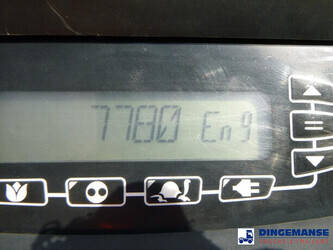 7780 Eng
=
DINGEMANSE